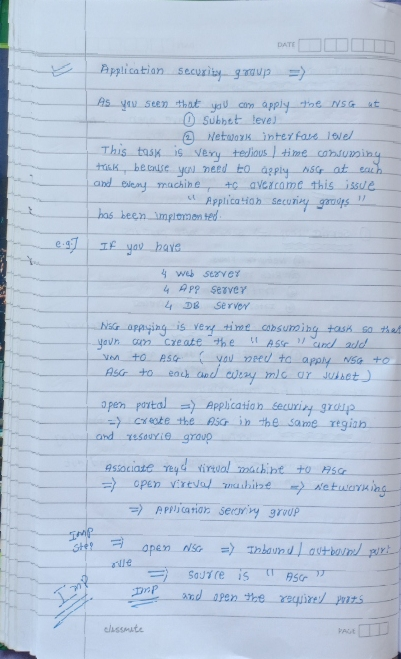 DATE
Application security group =>
As you seen that you can apply the NSG at
① Subnet level
② Network interface level
This task is very tedious / time consuming
task, becuse you need to apply NSG at each
and every machine, to overcome this issue
" Application security groups "
has been implemented.
e.g.] If you have
4 web server
4 App server
4 DB server
NSG applying is very time consuming task so that
youn can create the " ASG " and add
VM to ASG ( you need to apply NSG to
ASG to each and every m/c or subnet )
open portal => Application security group
=> create the ASG in the same region
and resource group
Associate reqd virtual machine to ASG
=> open virtual machine => Networking
=> Application security group
IMP
Step => open NSG => Inbound / outbound
rule
=> Source is " ASG "
Imp IMP and open the required ports
classmate PAGE